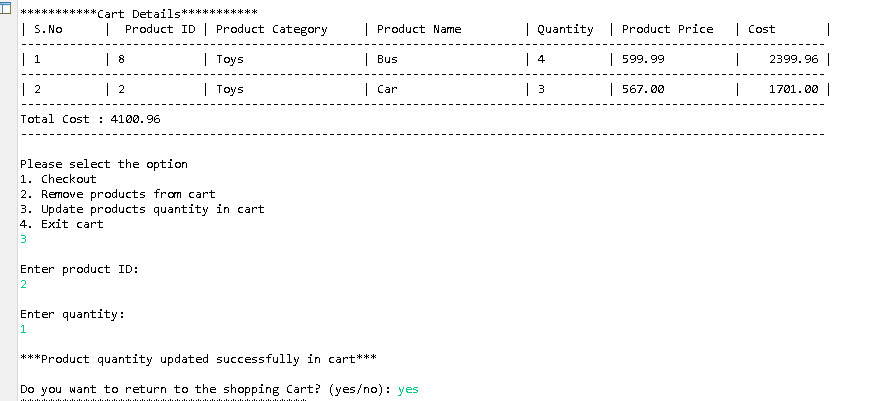 ***********Cart Details***********
| S.No | Product ID | Product Category | Product Name | Quantity | Product Price | Cost |
| 1 | 8 | Toys | Bus | 4 | 599.99 | 2399.96 |
| 2 | 2 | Toys | Car | 3 | 567.00 | 1701.00 |
Total Cost : 4100.96
Please select the option
1. Checkout
2. Remove products from cart
3. Update products quantity in cart
4. Exit cart
3
Enter product ID:
2
Enter quantity:
1
***Product quantity updated successfully in cart***
Do you want to return to the shopping Cart? (yes/no): yes